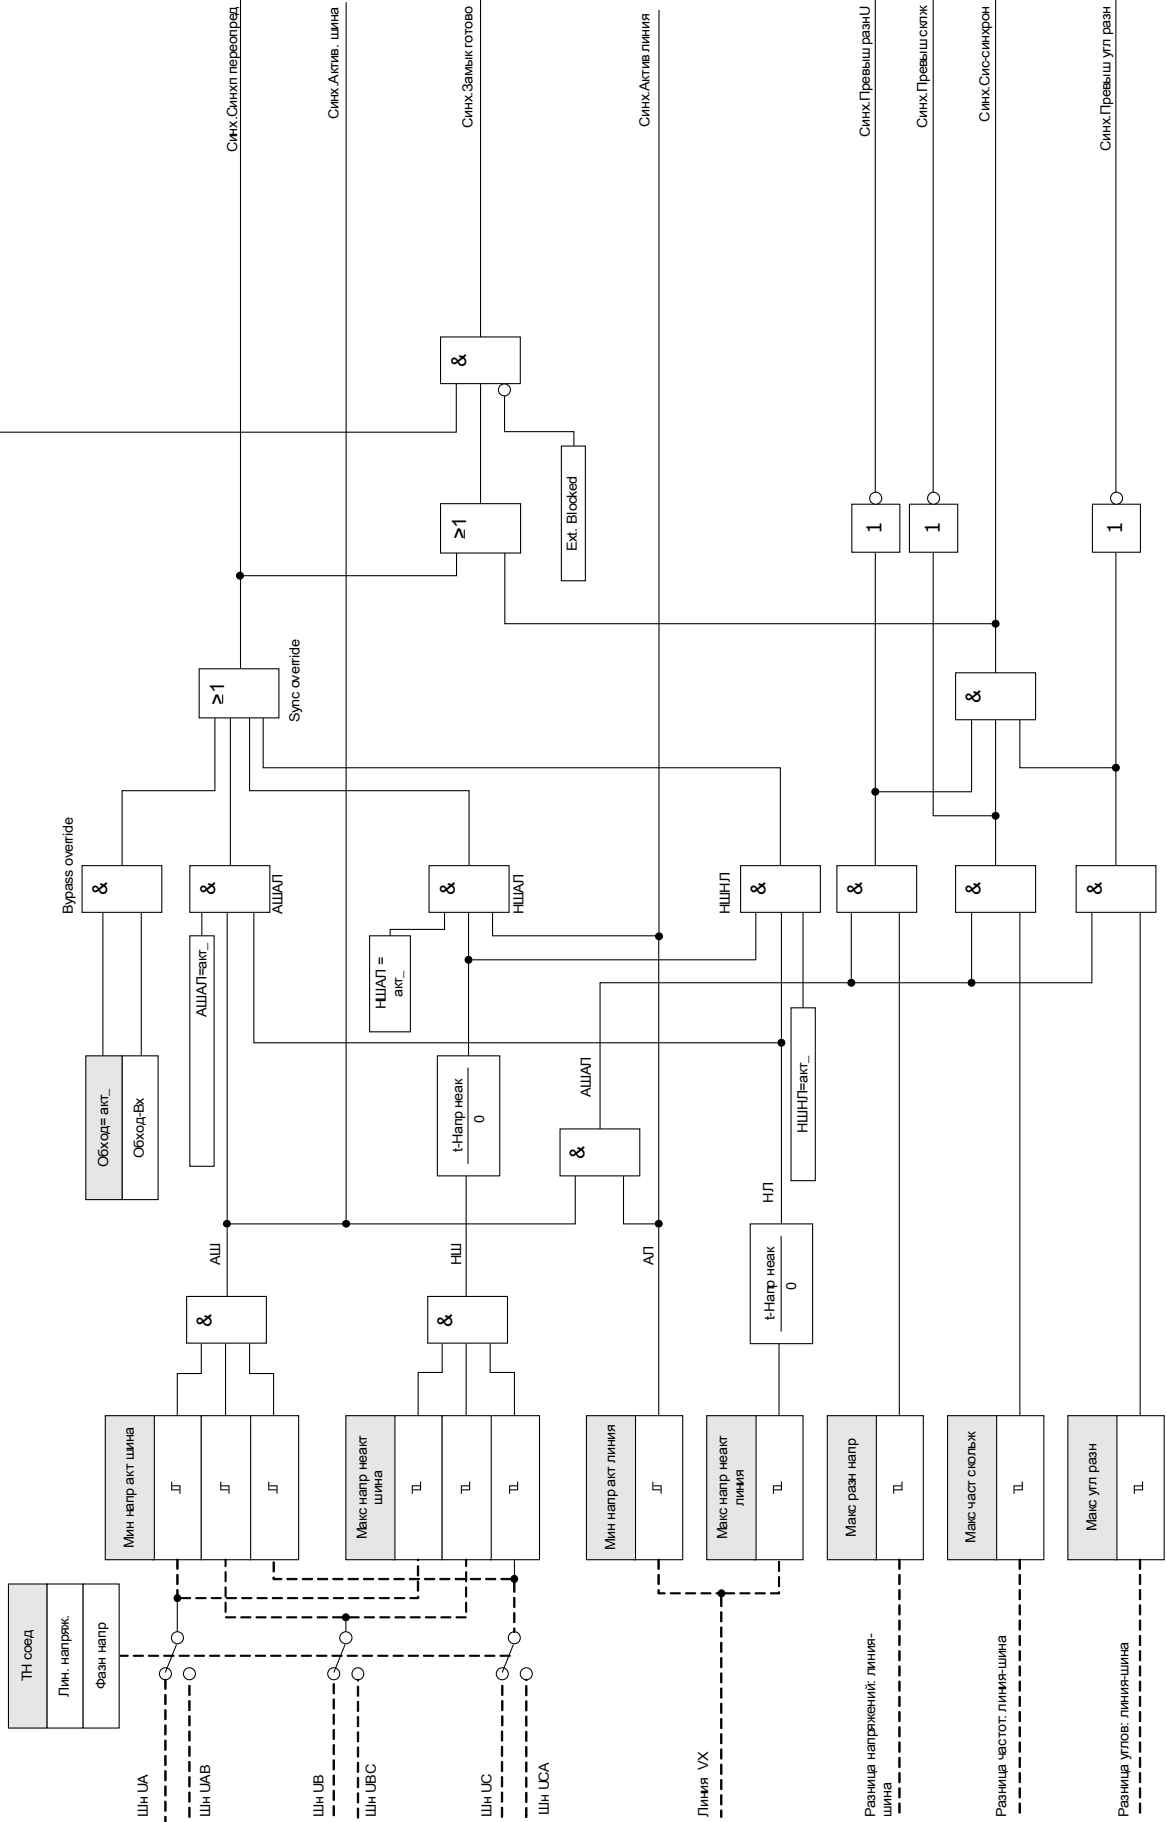 ТН соед
Лин. напряж.
Фазн напр
Шн UA
Шн UAB
Шн UB
Шн UBC
Шн UC
Шн UCA
Линия VX
Разница напряжений: линия-
шина
Разница частот: линия-шина
Разница углов: линия-шина
Мин напр акт шина
Макс напр неакт
шина
Мин напр акт линия
Макс напр неакт
линия
Макс разн напр
Макс част скольж
Макс угл разн
&
&
АШ
НШ
АЛ
t-Напр неак
0
НЛ
Обход= акт_
Обход-Вх
АШАЛ=акт_
t-Напр неак
0
&
АШАЛ
НШНЛ=акт_
НШАЛ =
акт_
Bypass override
&
&
АШАЛ
&
НШАЛ
НШНЛ
&
&
&
&
≥1
Sync override
&
≥1
Ext. Blocked
1
1
1
&
Синх.Синхп переопред
Синх.Актив. шина
Синх.Замык готово
Синх.Актив линия
Синх.Превыш разнU
Синх.Превыш склж
Синх.Сис-синхрон
Синх.Превыш угл разн